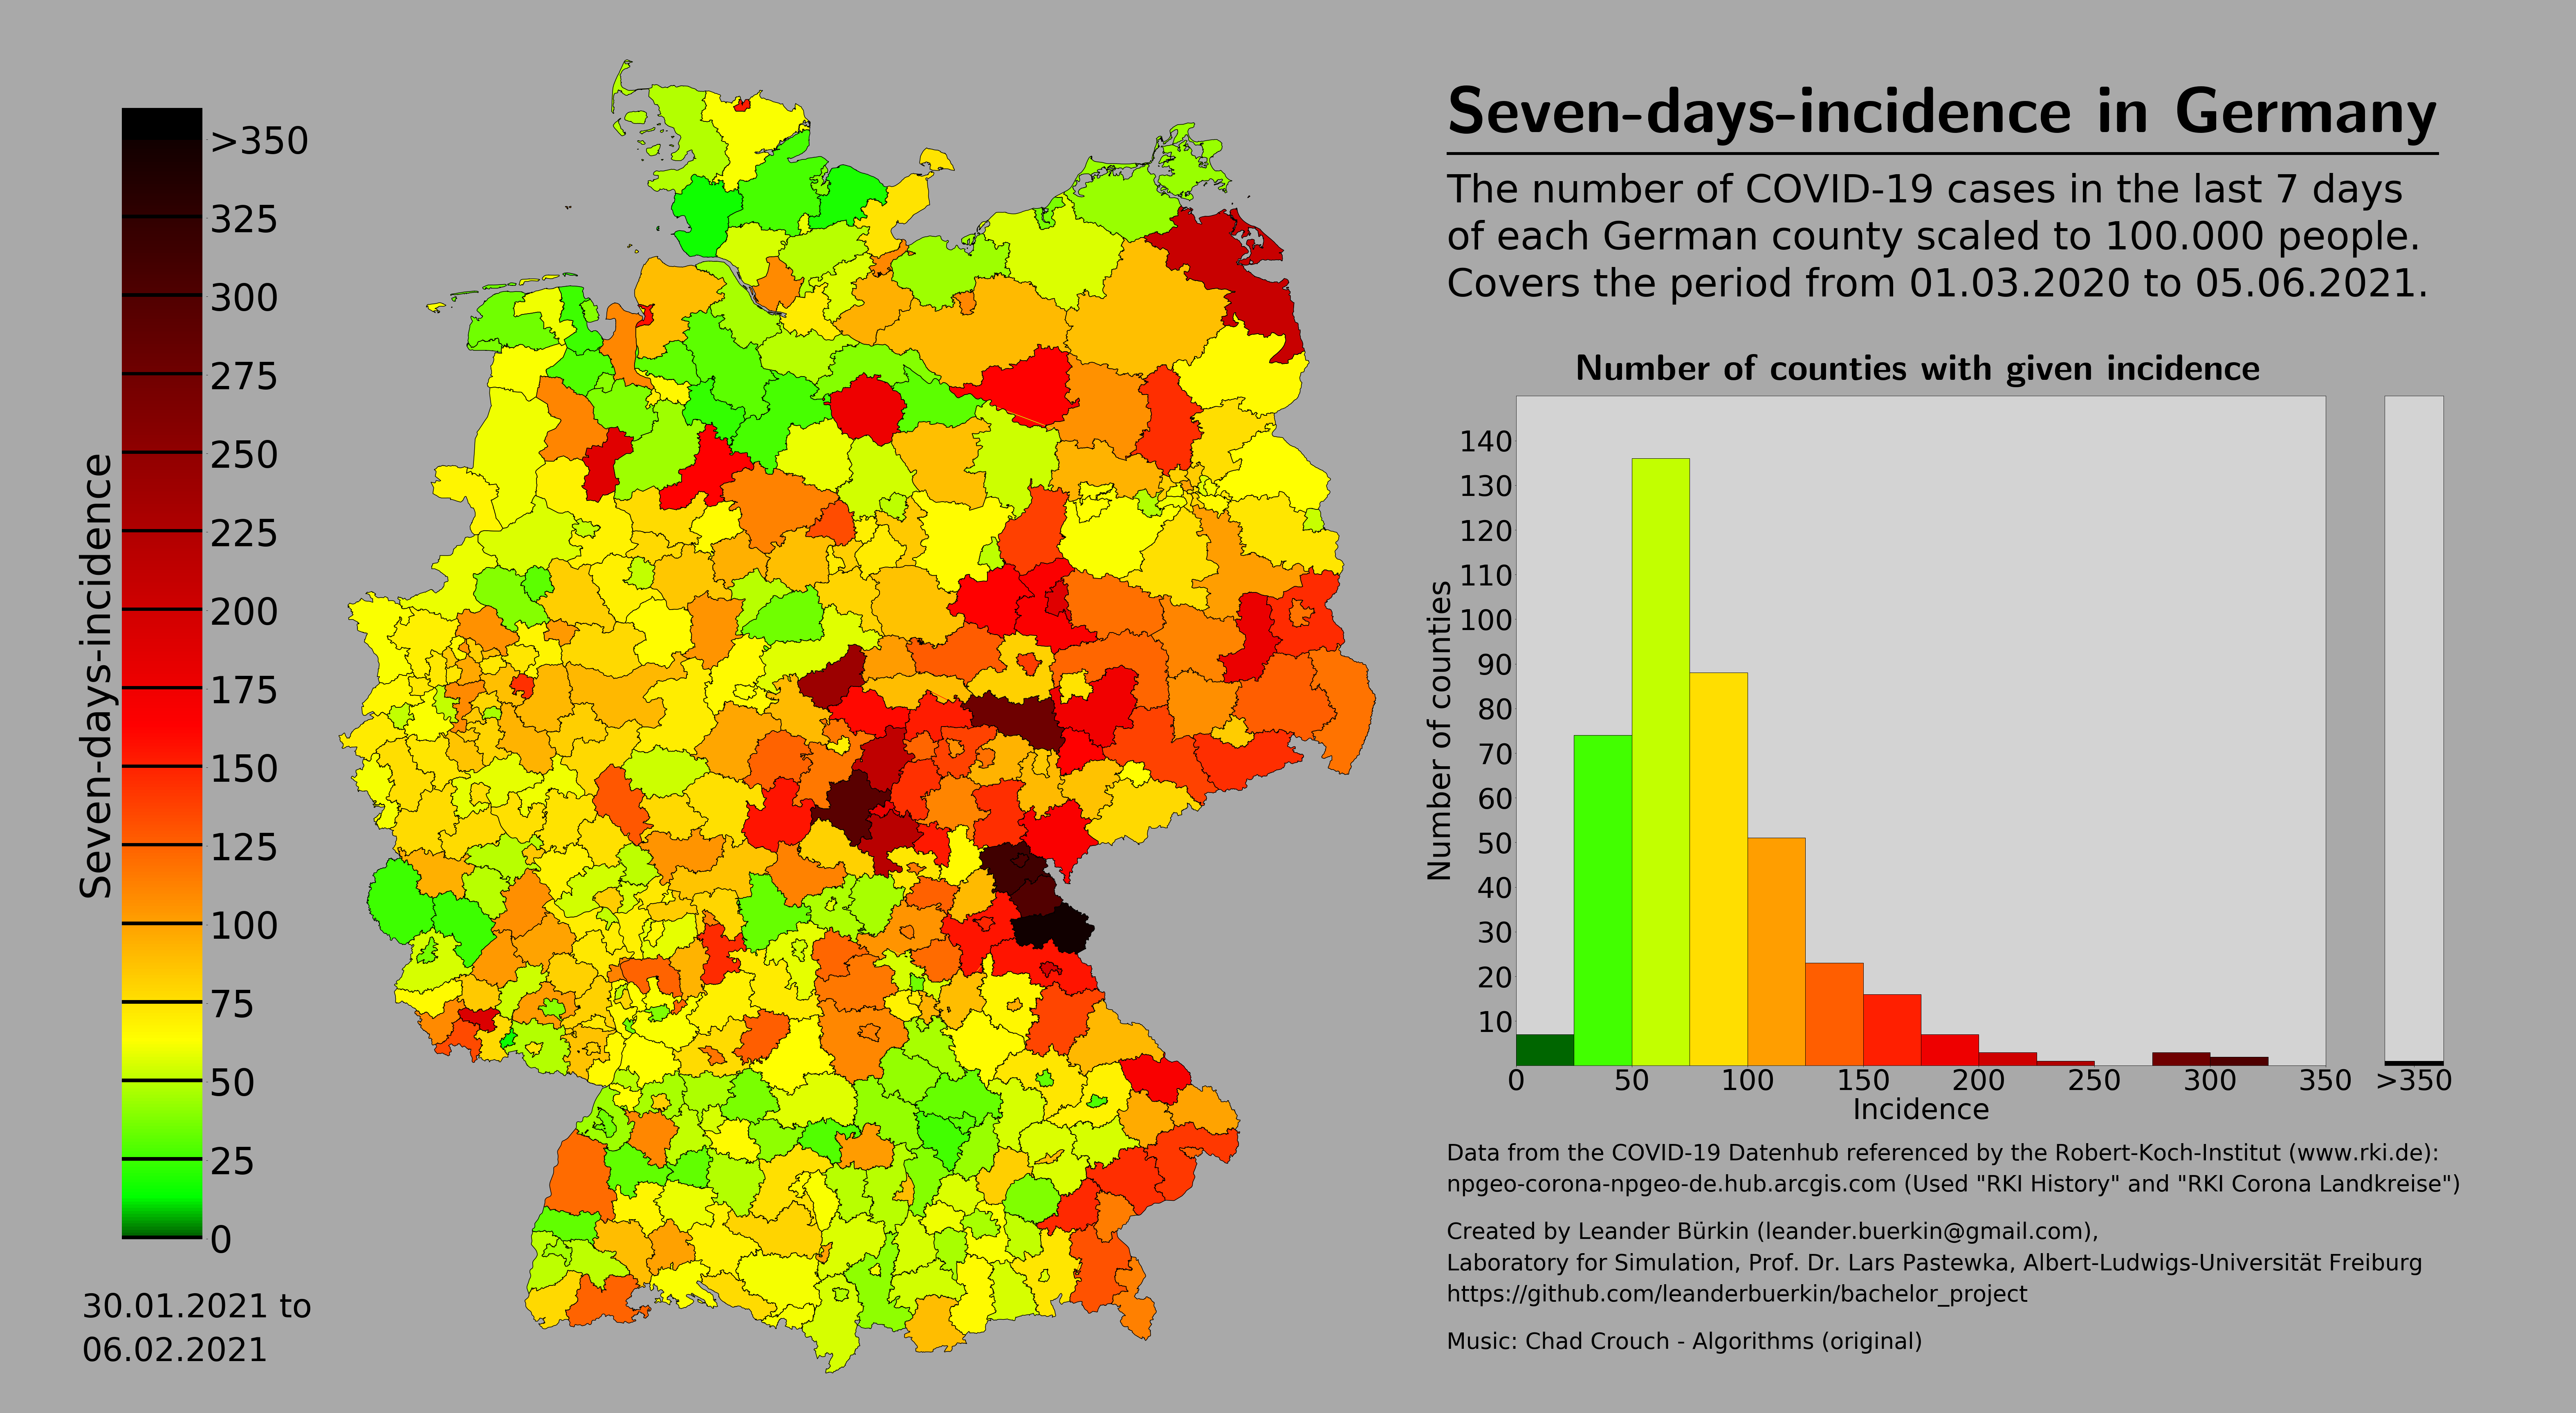 Seven-days-incidence in Germany
The number of COVID-19 cases in the last 7 days
of each German county scaled to 100.000 people.
Covers the period from 01.03.2020 to 05.06.2021.
Seven-days-incidence
>350
325
300
275
250
225
200
175
150
125
100
75
50
25
0
30.01.2021 to
06.02.2021
Number of counties with given incidence
Number of counties
140
130
120
110
100
90
80
70
60
50
40
30
20
10
0 50 100 150 200 250 300 350 >350
Incidence
Data from the COVID-19 Datenhub referenced by the Robert-Koch-Institut (www.rki.de):
npgeo-corona-npgeo-de.hub.arcgis.com (Used "RKI History" and "RKI Corona Landkreise")
Created by Leander Bürkin (leander.buerkin@gmail.com),
Laboratory for Simulation, Prof. Dr. Lars Pastewka, Albert-Ludwigs-Universität Freiburg
https://github.com/leanderbuerkin/bachelor_project
Music: Chad Crouch - Algorithms (original)